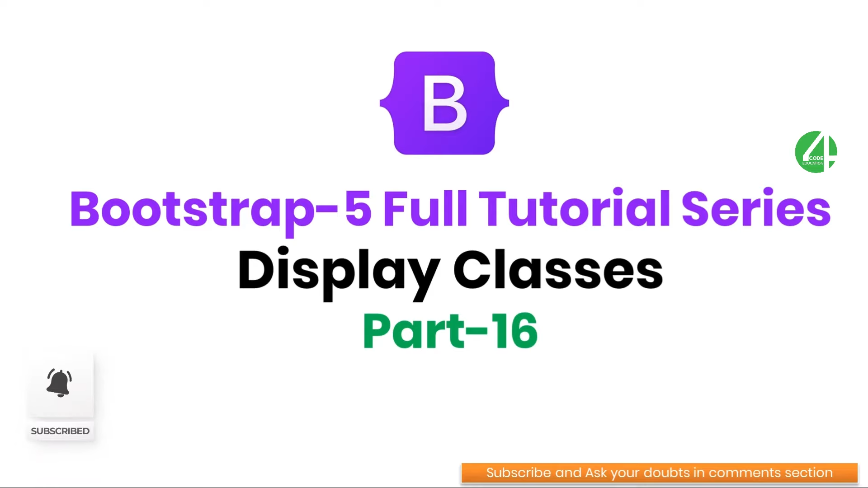 B
4
CODE
Bootstrap-5 Full Tutorial Series
Display Classes
Part-16
SUBSCRIBED
Subscribe and Ask your doubts in comments section